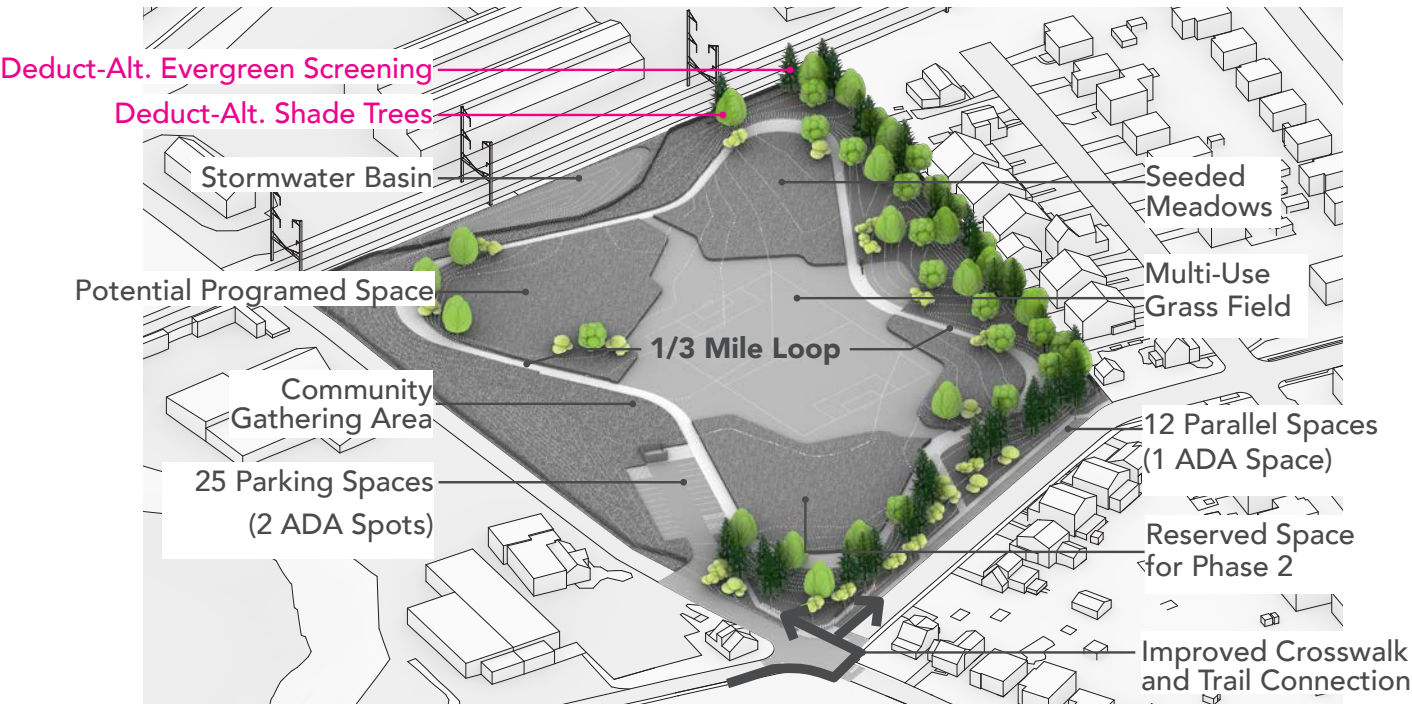 Deduct-Alt. Evergreen Screening
Deduct-Alt. Shade Trees
Stormwater Basin
Potential Programed Space
1/3 Mile Loop
Community
Gathering Area
25 Parking Spaces
(2 ADA Spots)
Seeded
Meadows
Multi-Use
Grass Field
12 Parallel Spaces
(1 ADA Space)
Reserved Space
for Phase 2
Improved Crosswalk
and Trail Connection